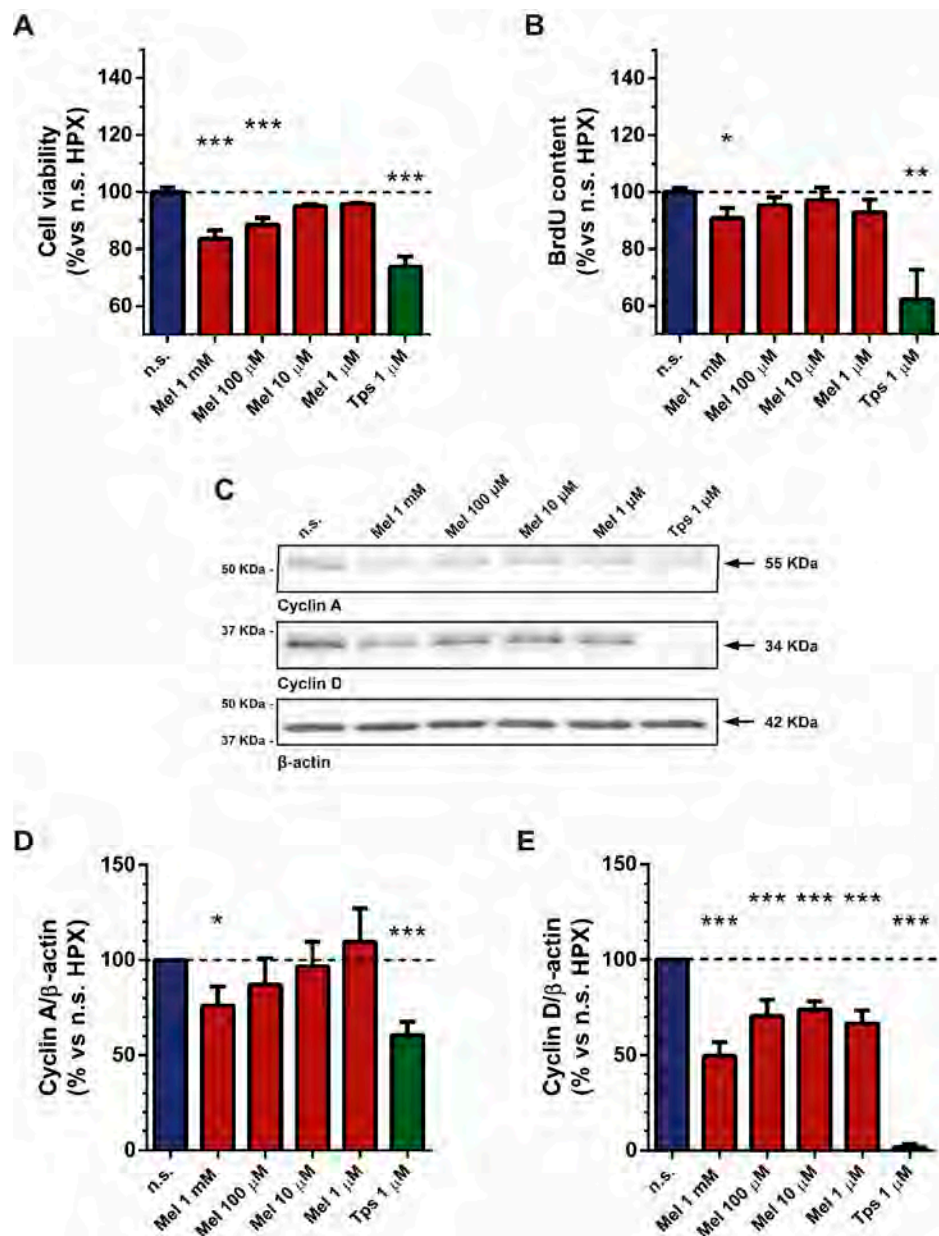 A
Cell viability
(%vs n.s. HPX)
140
120
100
80
60
***
***
***
n.s.
Mel 1 mM
Mel 100 μM
Mel 10 μM
Mel 1 μM
Tps 1 μM
B
BrdU content
(%vs n.s. HPX)
140
120
100
80
60
*
**
n.s.
Mel 1 mM
Mel 100 μM
Mel 10 μM
Mel 1 μM
Tps 1 μM
C
n.s.
Mel 1 mM
Mel 100 μM
Mel 10 μM
Mel 1 μM
Tps 1 μM
50 KDa -
55 KDa
Cyclin A
37 KDa -
34 KDa
Cyclin D
50 KDa -
42 KDa
37 KDa -
β-actin
D
Cyclin A/β-actin
(% vs n.s. HPX)
150
100
50
0
*
***
n.s.
Mel 1 mM
Mel 100 μM
Mel 10 μM
Mel 1 μM
Tps 1 μM
E
Cyclin D/β-actin
(% vs n.s. HPX)
150
100
50
0
***
***
***
***
***
n.s.
Mel 1 mM
Mel 100 μM
Mel 10 μM
Mel 1 μM
Tps 1 μM